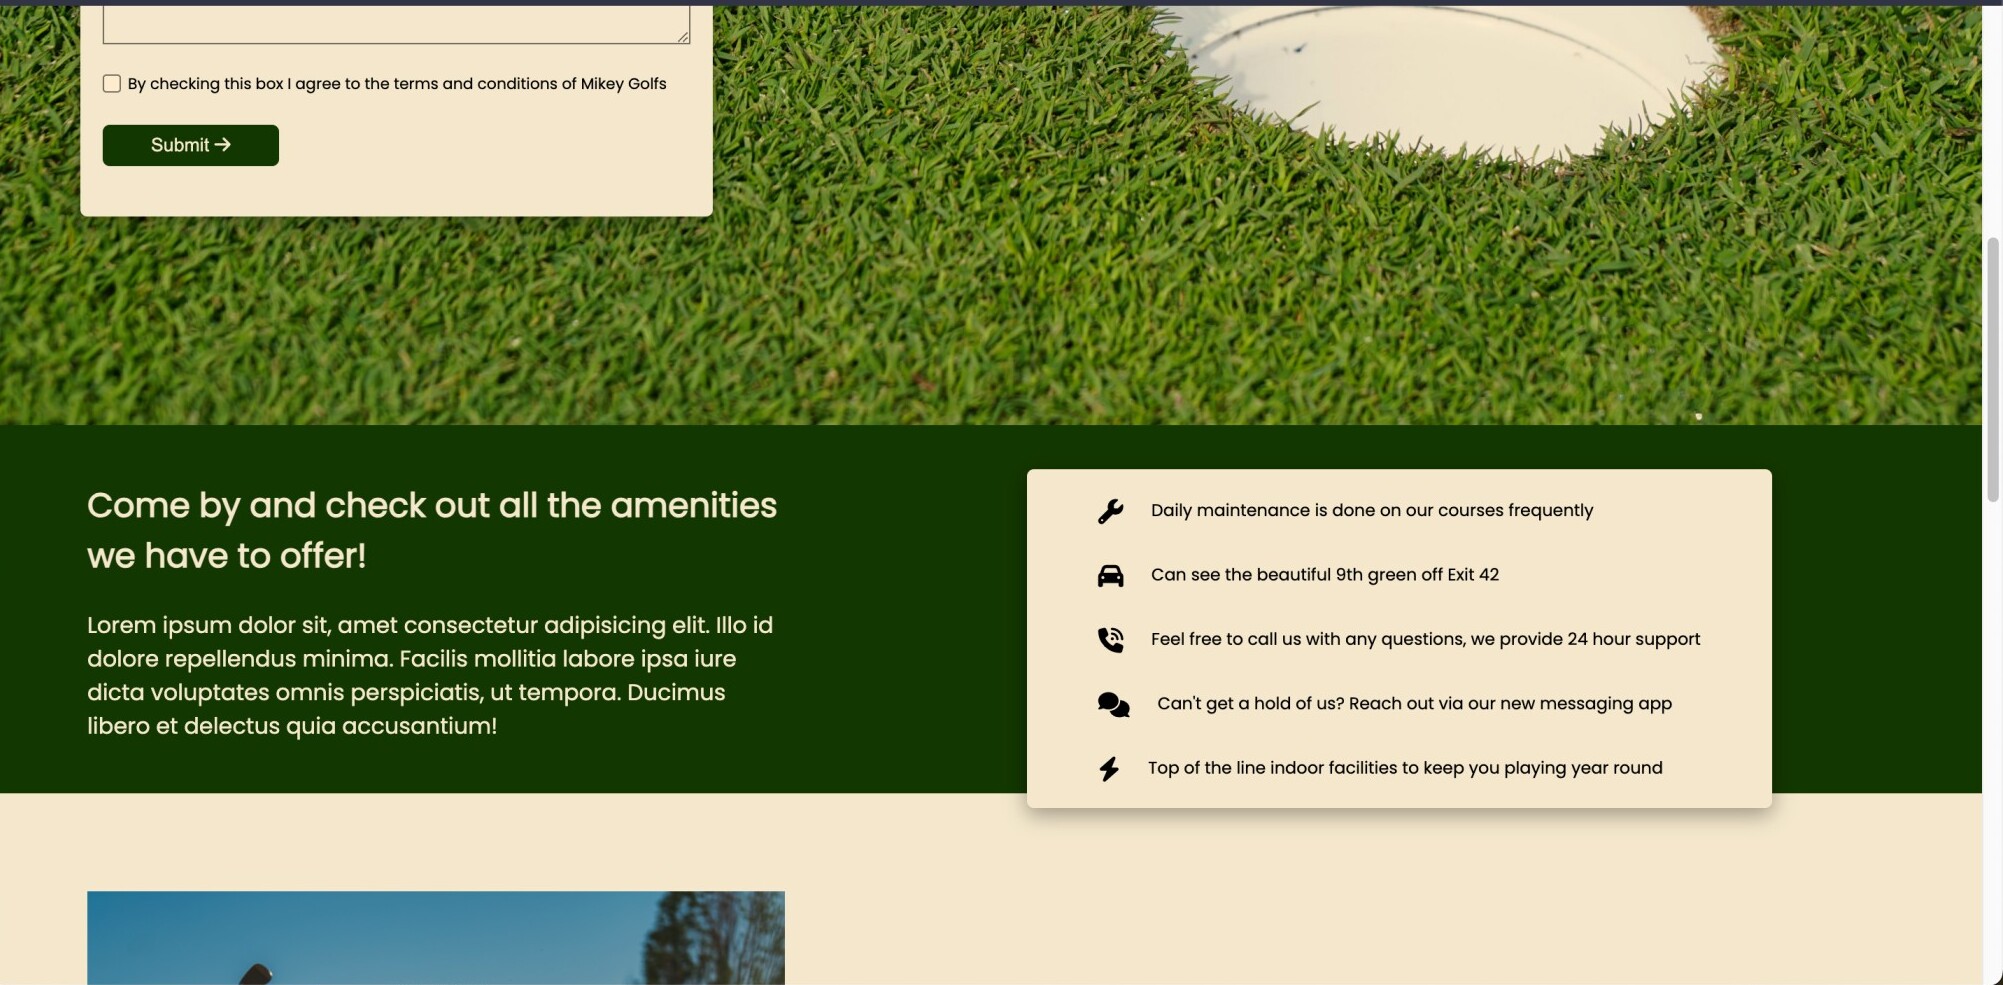 By checking this box I agree to the terms and conditions of Mikey Golfs
Submit →
Come by and check out all the amenities
we have to offer!
Lorem ipsum dolor sit, amet consectetur adipisicing elit. Illo id
dolore repellendus minima. Facilis mollitia labore ipsa iure
dicta voluptates omnis perspiciatis, ut tempora. Ducimus
libero et delectus quia accusantium!
Daily maintenance is done on our courses frequently
Can see the beautiful 9th green off Exit 42
Feel free to call us with any questions, we provide 24 hour support
Can't get a hold of us? Reach out via our new messaging app
Top of the line indoor facilities to keep you playing year round